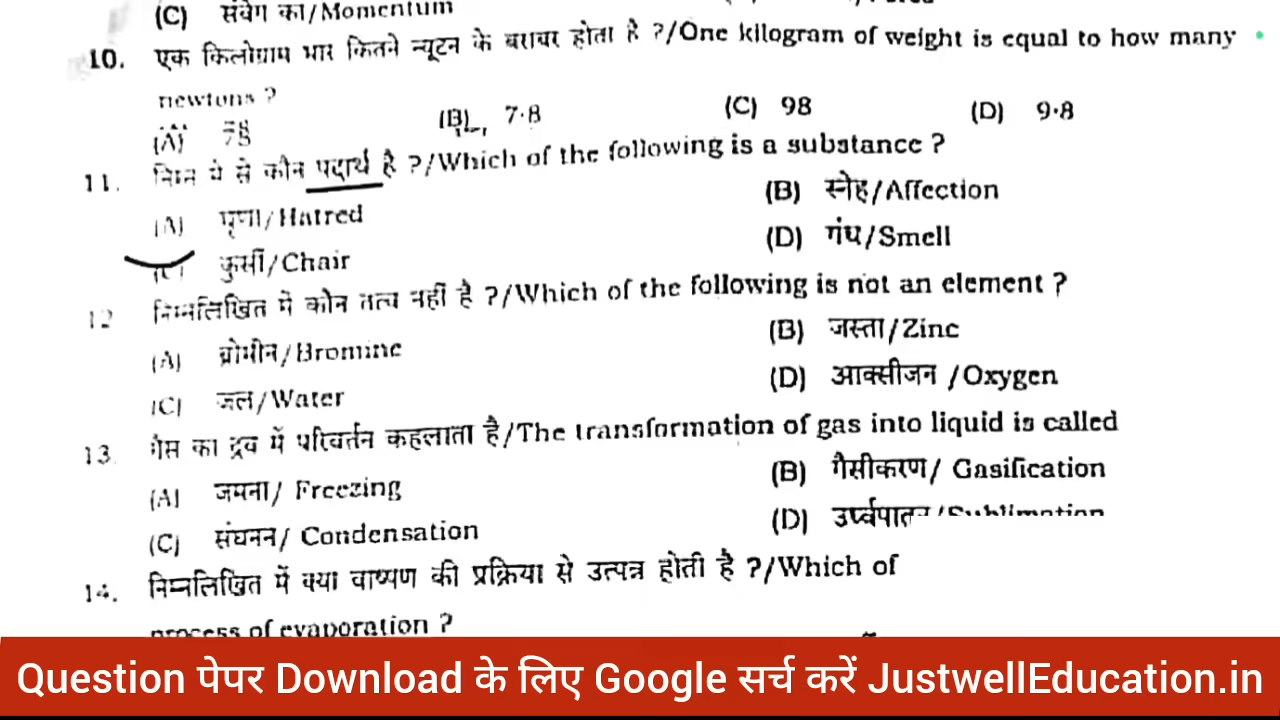 (C) संवेग का/Momentum
10. एक किलोग्राम भार कितने न्यूटन के बराबर होता है ?/One kilogram of weight is equal to how many
newtons ?
(A) 78 (B) 7·8 (C) 98 (D) 9·8
11. निम्न में से कौन पदार्थ है ?/Which of the following is a substance ?
(A) घृणा/Hatred (B) स्नेह/Affection
(C) कुर्सी/Chair (D) गंध/Smell
12 निम्नलिखित में कौन तत्व नहीं है ?/Which of the following is not an element ?
(A) ब्रोमीन/Bromine (B) जस्ता/Zinc
(C) जल/Water (D) आक्सीजन /Oxygen
13. गैस का द्रव में परिवर्तन कहलाता है/The transformation of gas into liquid is called
(A) जमना/ Freezing (B) गैसीकरण/ Gasification
(C) संघनन/ Condensation (D) उर्ध्वपातन/Sublimation
14. निम्नलिखित में क्या वाष्पण की प्रक्रिया से उत्पन्न होती है ?/Which of
process of evaporation ?
Question पेपर Download के लिए Google सर्च करें JustwellEducation.in